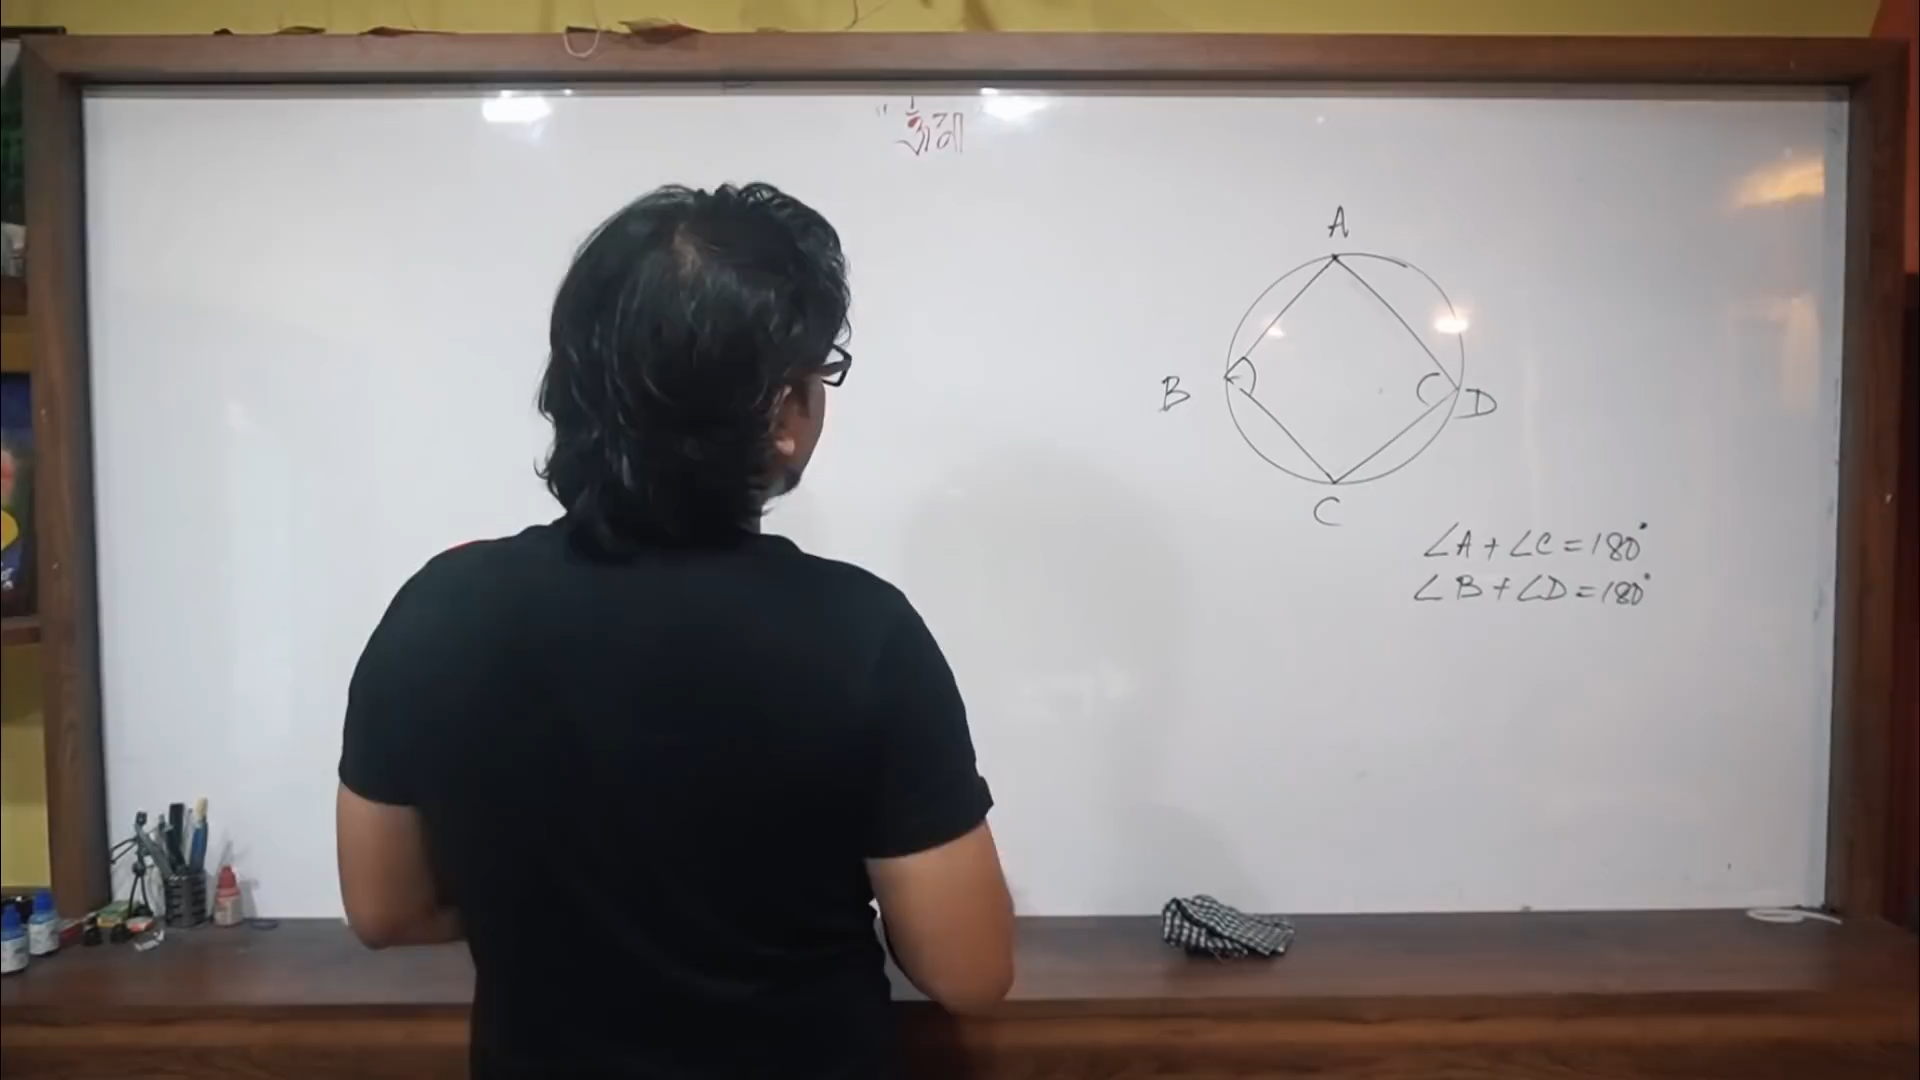 A
B
D
C
∠A + ∠C = 180°
∠B + ∠D = 180°